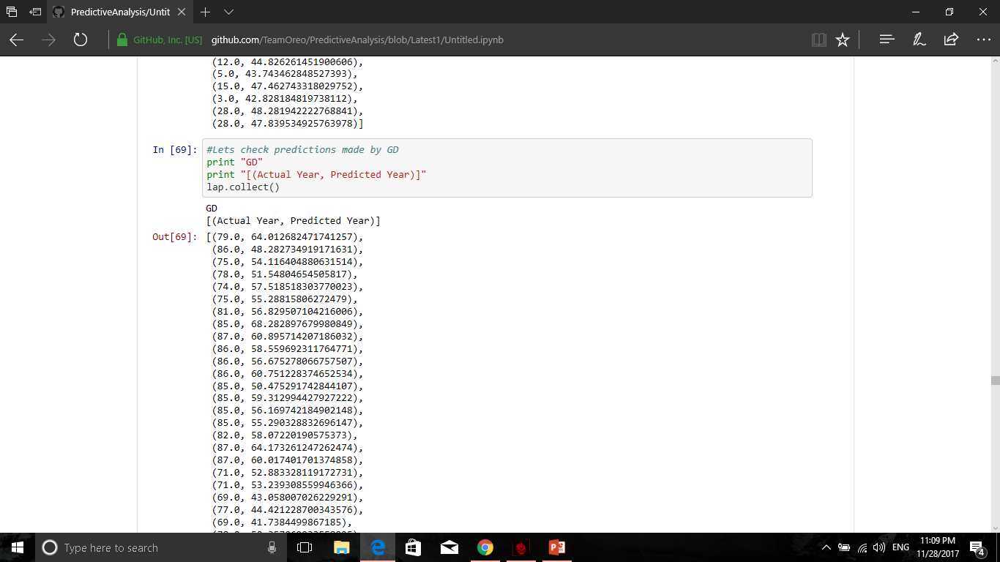 PredictiveAnalysis/Untit
GitHub, Inc. [US] github.com/TeamOreo/PredictiveAnalysis/blob/Latest1/Untitled.ipynb
(12.0, 44.826261451900606),
(5.0, 43.743462848527393),
(15.0, 47.462743318029752),
(3.0, 42.828184819738112),
(28.0, 48.281942222768841),
(28.0, 47.839534925763978)]
In [69]: #Lets check predictions made by GD
print "GD"
print "[(Actual Year, Predicted Year)]"
lap.collect()
GD
[(Actual Year, Predicted Year)]
Out[69]: [(79.0, 64.012682471741257),
(86.0, 48.282734919171631),
(75.0, 54.116404880631514),
(78.0, 51.54804654505817),
(74.0, 57.518518303770023),
(75.0, 55.28815806272479),
(81.0, 56.829507104216006),
(85.0, 68.282897679980849),
(87.0, 60.895714207186032),
(86.0, 58.559692311764771),
(86.0, 56.675278066757507),
(86.0, 60.751228374652534),
(85.0, 50.475291742844107),
(85.0, 59.312994427927222),
(85.0, 56.169742184902148),
(85.0, 55.290328832696147),
(82.0, 58.07220190575373),
(87.0, 64.173261247262474),
(87.0, 60.017401701374858),
(71.0, 52.883328119172731),
(71.0, 53.239308559946366),
(69.0, 43.058007026229291),
(77.0, 44.421228700343576),
(69.0, 41.7384499867185),
Type here to search
ENG
11:09 PM
11/28/2017
4